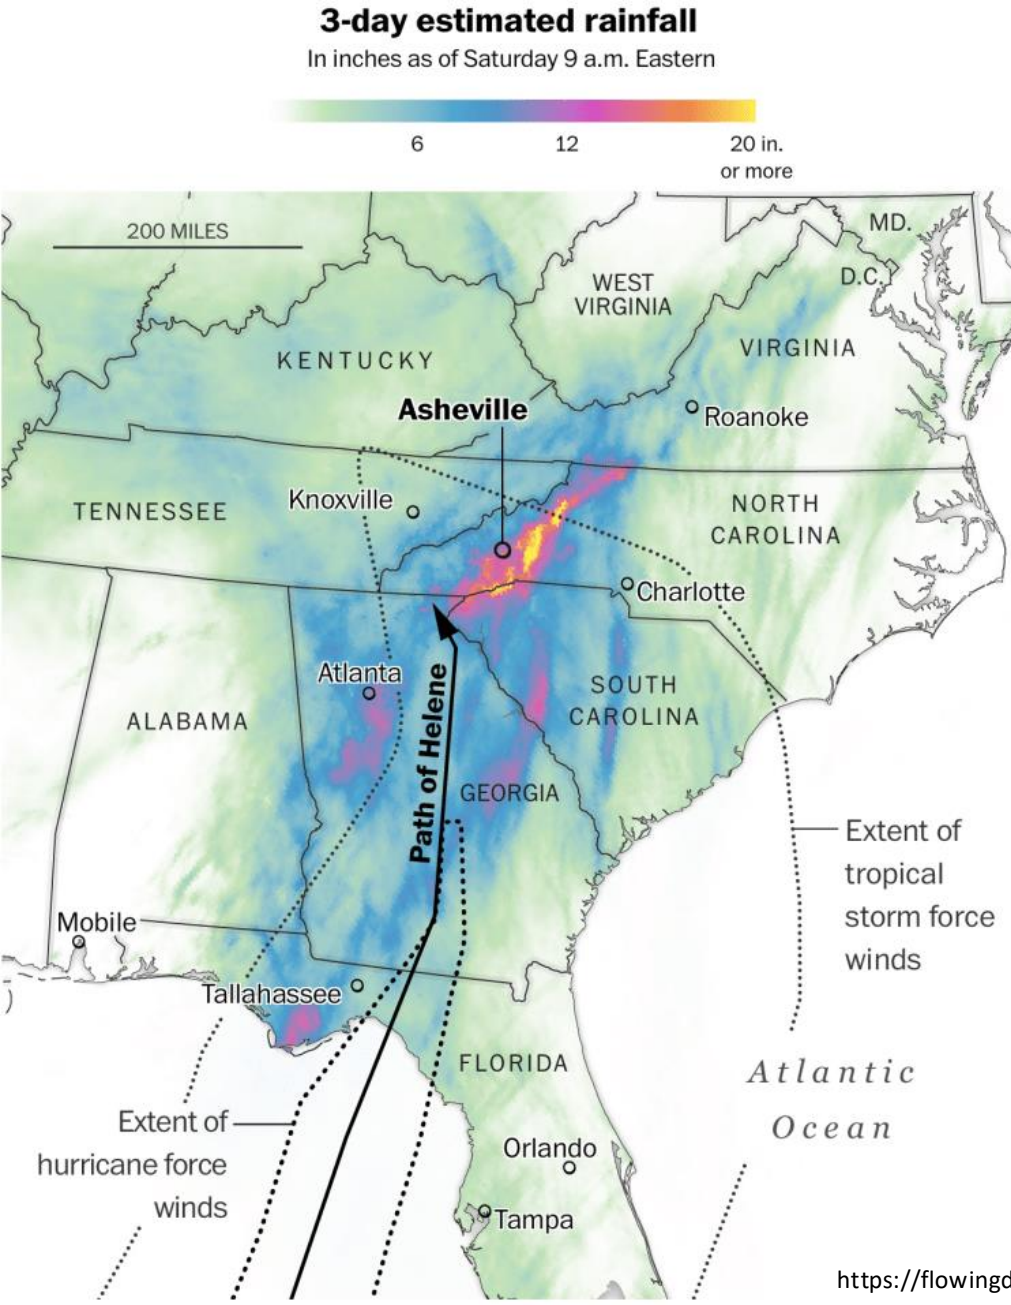 3-day estimated rainfall
In inches as of Saturday 9 a.m. Eastern
6
12
20 in.
or more
200 MILES
MD.
D.C.
WEST
VIRGINIA
KENTUCKY
VIRGINIA
Asheville
Roanoke
Knoxville
TENNESSEE
NORTH
CAROLINA
Charlotte
Atlanta
Path of Helene
SOUTH
CAROLINA
ALABAMA
GEORGIA
Extent of
tropical
storm force
winds
Mobile
Tallahassee
FLORIDA
Atlantic
Ocean
Extent of
hurricane force
winds
Orlando
Tampa
https://flowingd